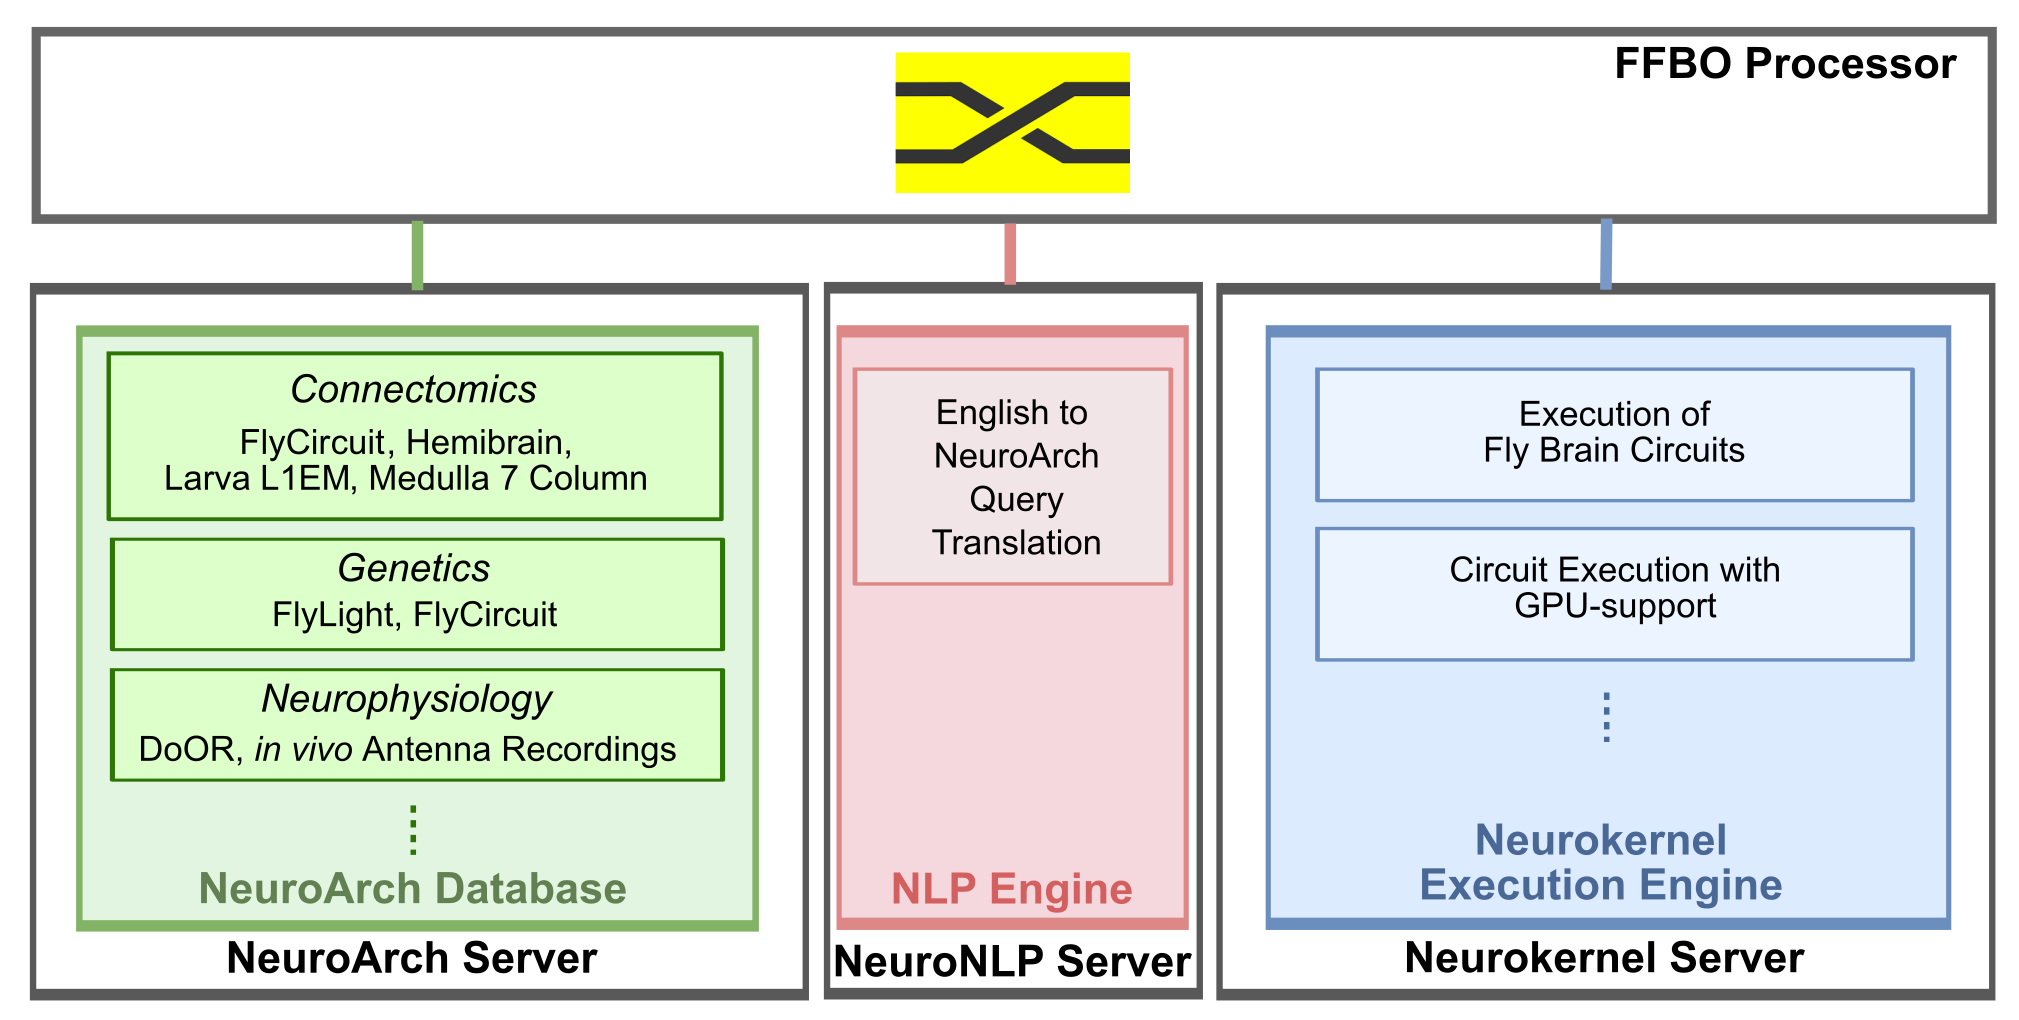 FFBO Processor
Connectomics
FlyCircuit, Hemibrain,
Larva L1EM, Medulla 7 Column
Genetics
FlyLight, FlyCircuit
Neurophysiology
DoOR, in vivo Antenna Recordings
NeuroArch Database
NeuroArch Server
English to
NeuroArch
Query
Translation
NLP Engine
NeuroNLP Server
Execution of
Fly Brain Circuits
Circuit Execution with
GPU-support
Neurokernel
Execution Engine
Neurokernel Server